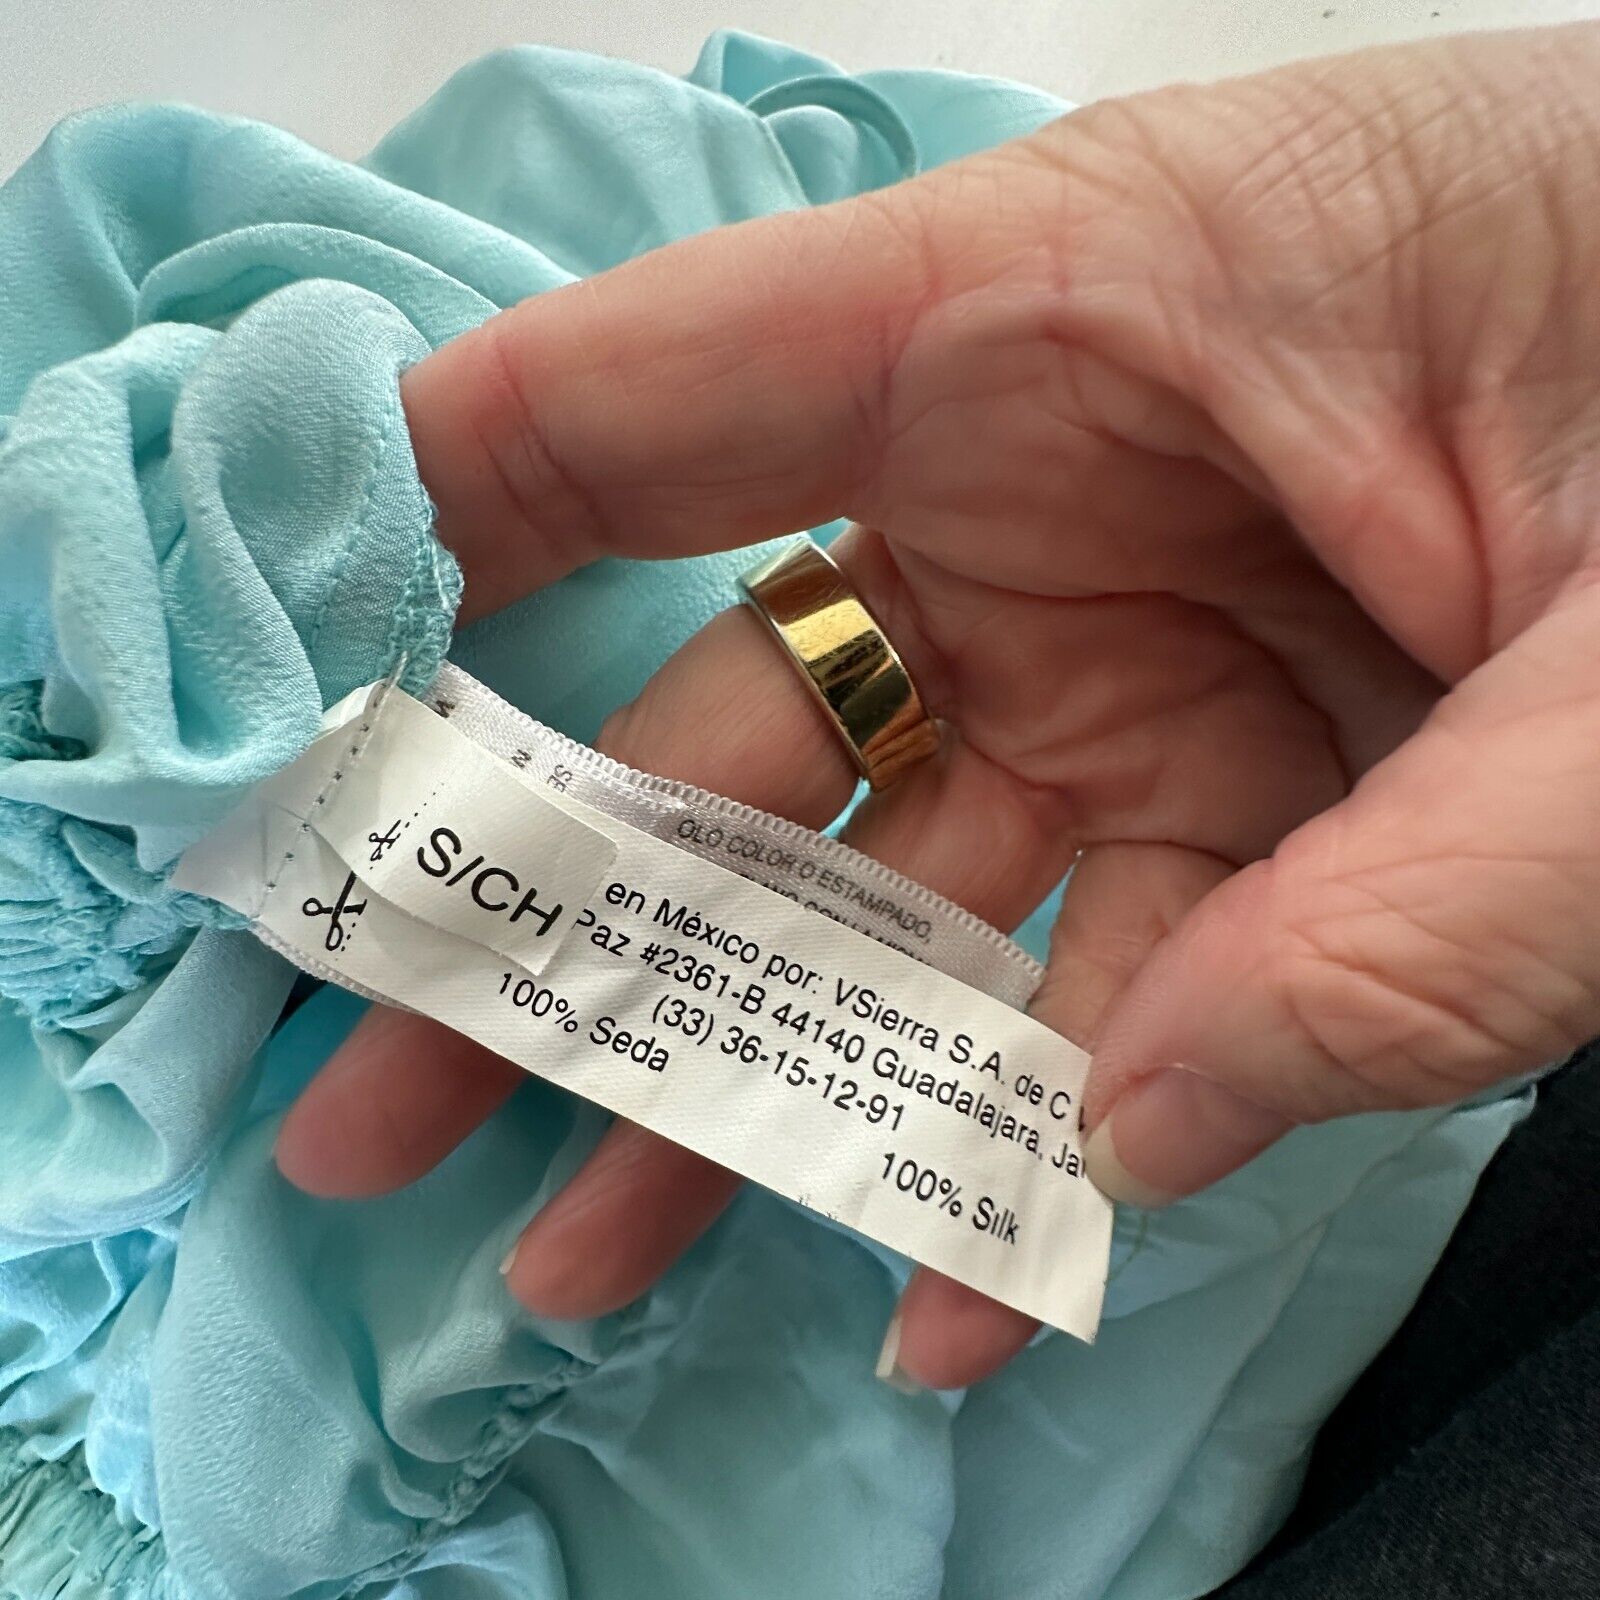 S/CH
en México por: VSierra S.A. de C
Paz #2361-B 44140 Guadalajara, Ja
(33) 36-15-12-91
100% Seda
100% Silk
OLO COLOR O ESTAMPADO,